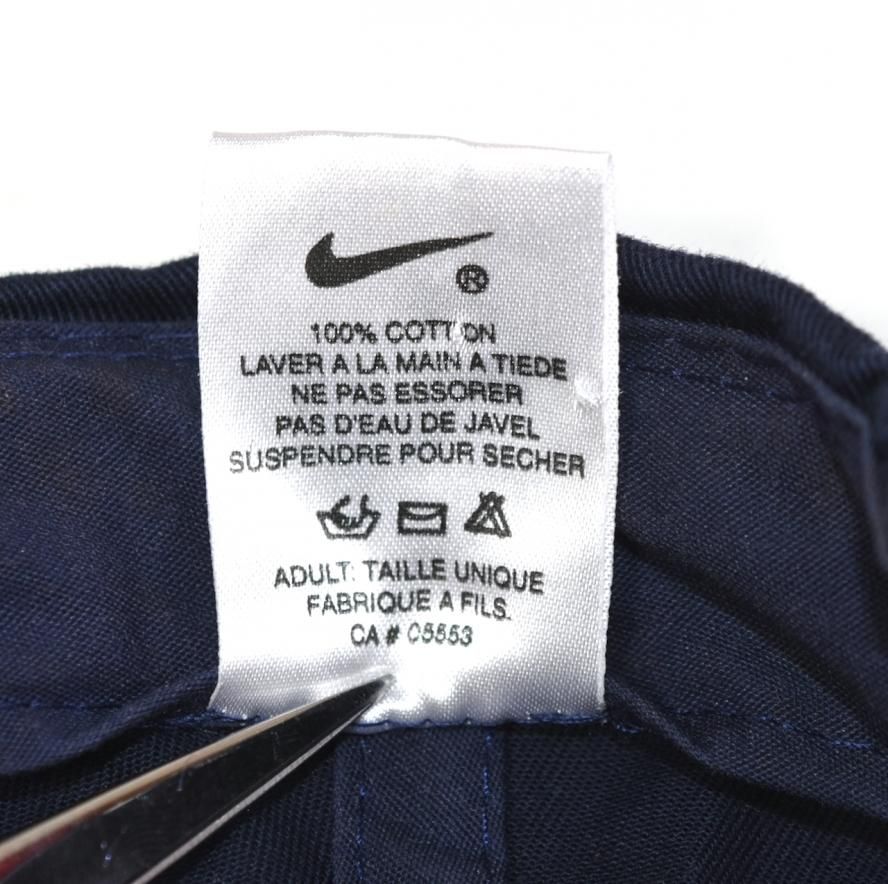 ®
100% COTTON
LAVER A LA MAIN A TIEDE
NE PAS ESSORER
PAS D'EAU DE JAVEL
SUSPENDRE POUR SECHER
ADULT: TAILLE UNIQUE
FABRIQUE A FILS.
CA # C5553